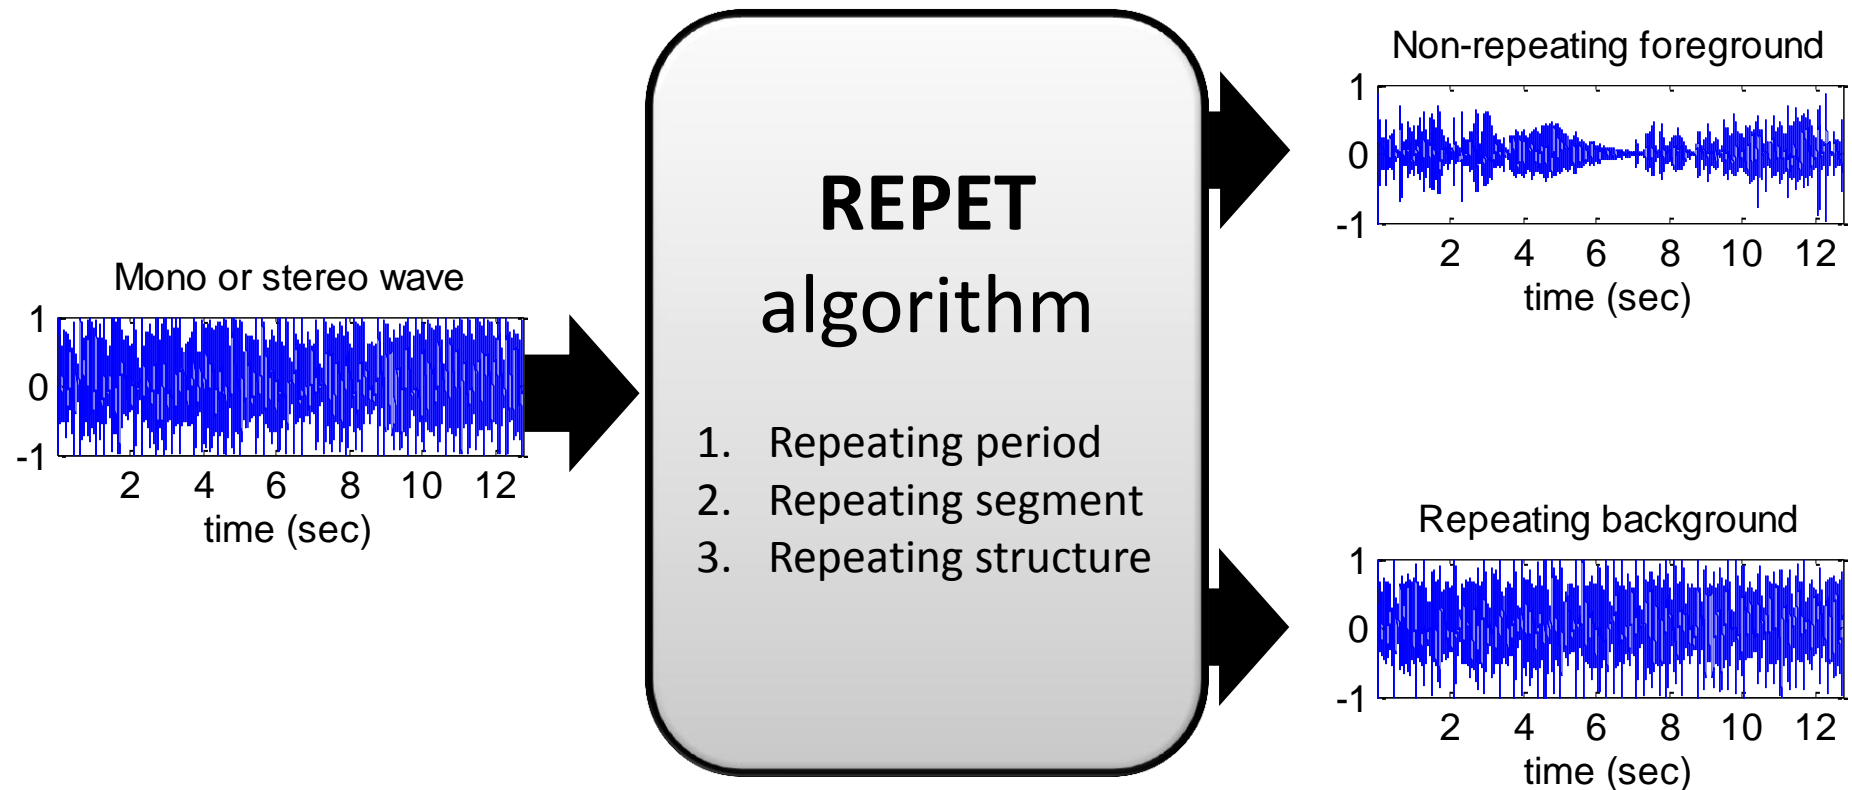 Mono or stereo wave
1
0
-1
2 4 6 8 10 12
time (sec)
REPET
algorithm
1. Repeating period
2. Repeating segment
3. Repeating structure
Non-repeating foreground
1
0
-1
2 4 6 8 10 12
time (sec)
Repeating background
1
0
-1
2 4 6 8 10 12
time (sec)